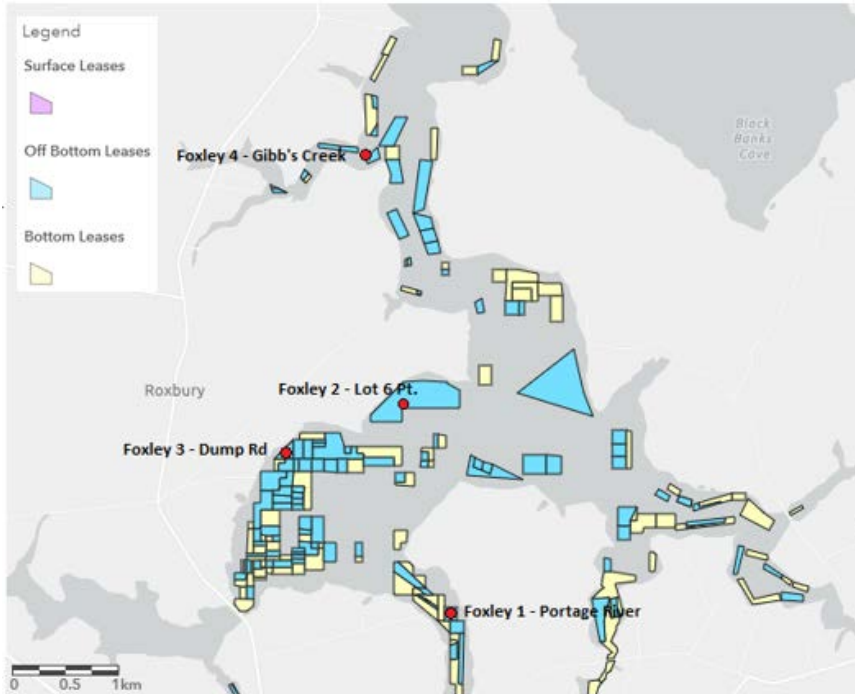 Legend
Surface Leases
Off Bottom Leases
Bottom Leases
Black
Banks
Cove
Foxley 4 - Gibb's Creek
Roxbury
Foxley 2 - Lot 6 Pt.
Foxley 3 - Dump Rd
Foxley 1 - Portage River
0 0.5 1km